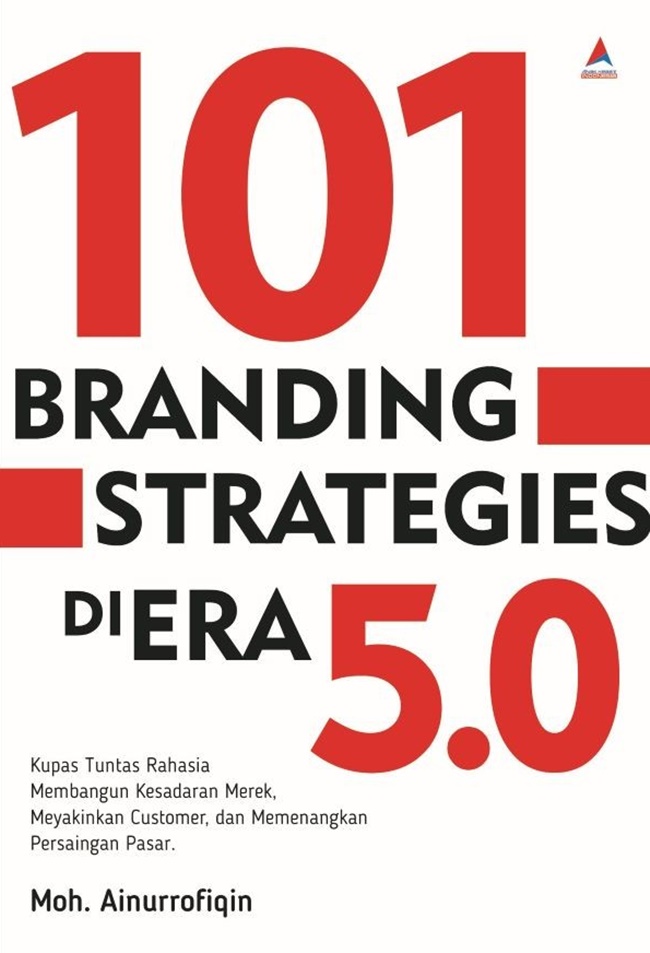 101
BRANDING
STRATEGIES
DI ERA 5.0
Kupas Tuntas Rahasia
Membangun Kesadaran Merek,
Meyakinkan Customer, dan Memenangkan
Persaingan Pasar.
Moh. Ainurrofiqin